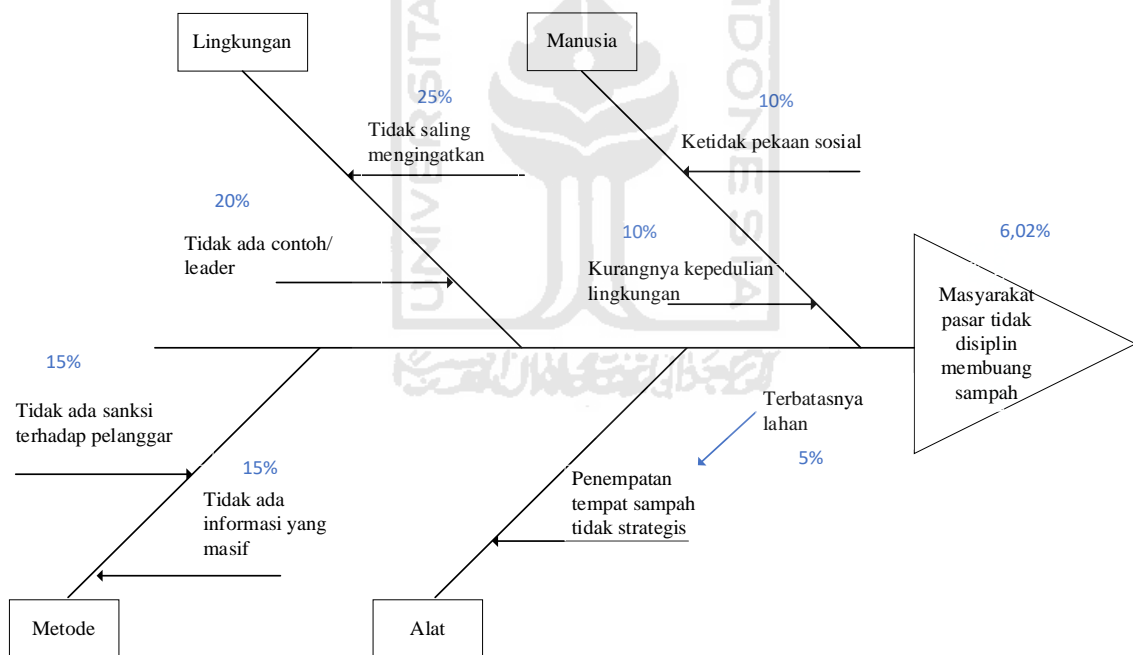 Lingkungan
Manusia
25%
Tidak saling
mengingatkan
10%
Ketidak pekaan sosial
20%
Tidak ada contoh/
leader
10%
Kurangnya kepedulian
lingkungan
6,02%
Masyarakat
pasar tidak
disiplin
membuang
sampah
15%
Tidak ada sanksi
terhadap pelanggar
15%
Tidak ada
informasi yang
masif
Terbatasnya
lahan
5%
Penempatan
tempat sampah
tidak strategis
Metode
Alat
UNIVERSITA
NDONESIA